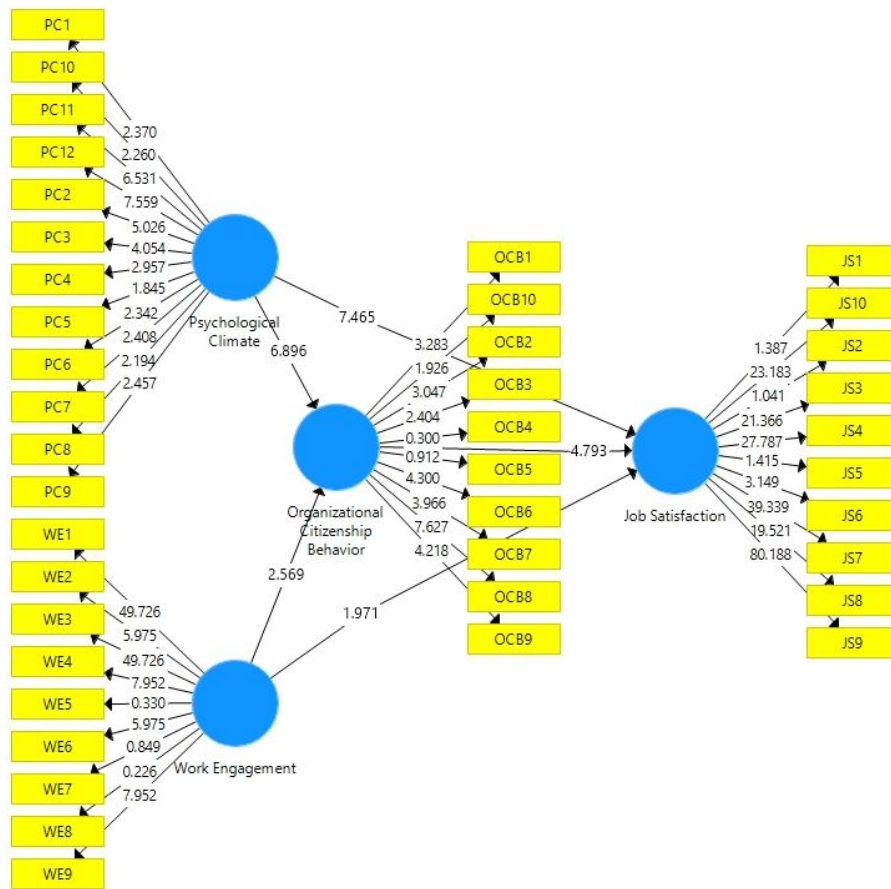 PC1
PC10
PC11
PC12
PC2
PC3
PC4
PC5
PC6
PC7
PC8
PC9
2.370
2.260
6.531
7.559
5.026
4.054
2.957
1.845
2.342
2.408
2.194
2.457
Psychological
Climate
7.465
6.896
OCB1
OCB10
OCB2
OCB3
OCB4
OCB5
OCB6
OCB7
OCB8
OCB9
3.283
1.926
3.047
2.404
0.300
0.912
4.300
3.966
7.627
4.218
Organizational
Citizenship
Behavior
4.793
2.569
1.971
JS1
JS10
JS2
JS3
JS4
JS5
JS6
JS7
JS8
JS9
1.387
23.183
1.041
21.366
27.787
1.415
3.149
39.339
19.521
80.188
Job Satisfaction
WE1
WE2
WE3
WE4
WE5
WE6
WE7
WE8
WE9
49.726
5.975
49.726
7.952
0.330
5.975
0.849
0.226
7.952
Work Engagement